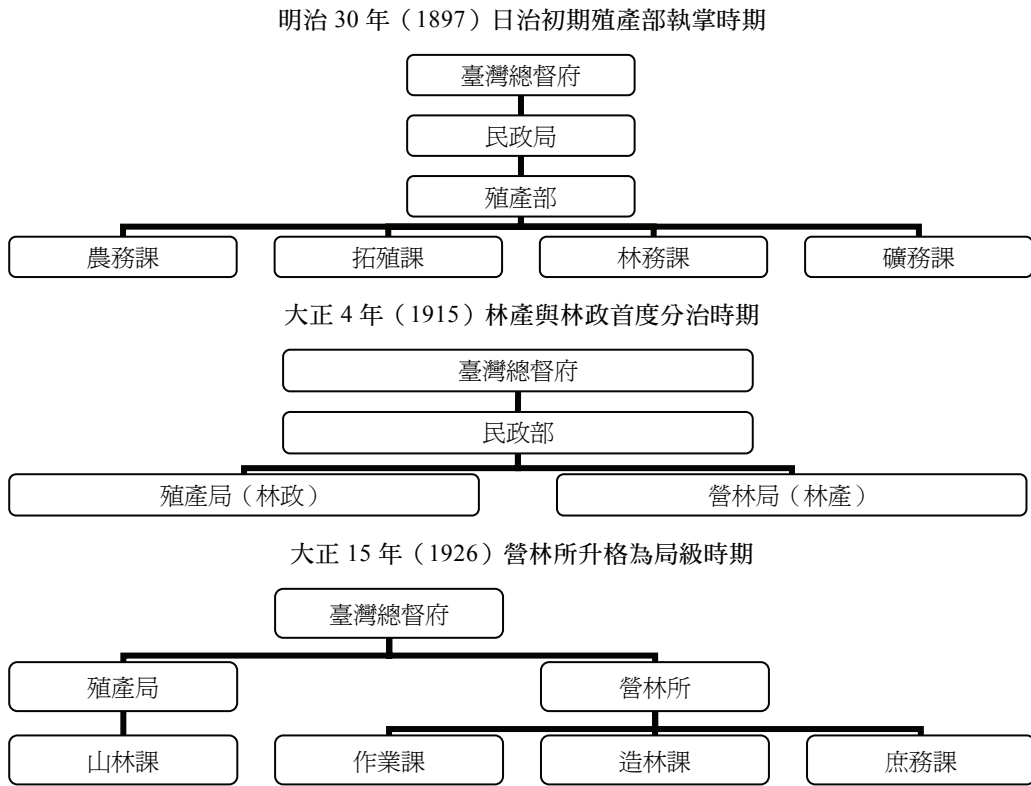 明治 30 年（1897）日治初期殖產部執掌時期
臺灣總督府
民政局
殖產部
農務課 拓殖課 林務課 礦務課
大正 4 年（1915）林產與林政首度分治時期
臺灣總督府
民政部
殖產局（林政） 營林局（林產）
大正 15 年（1926）營林所升格為局級時期
臺灣總督府
殖產局 營林所
山林課 作業課 造林課 庶務課